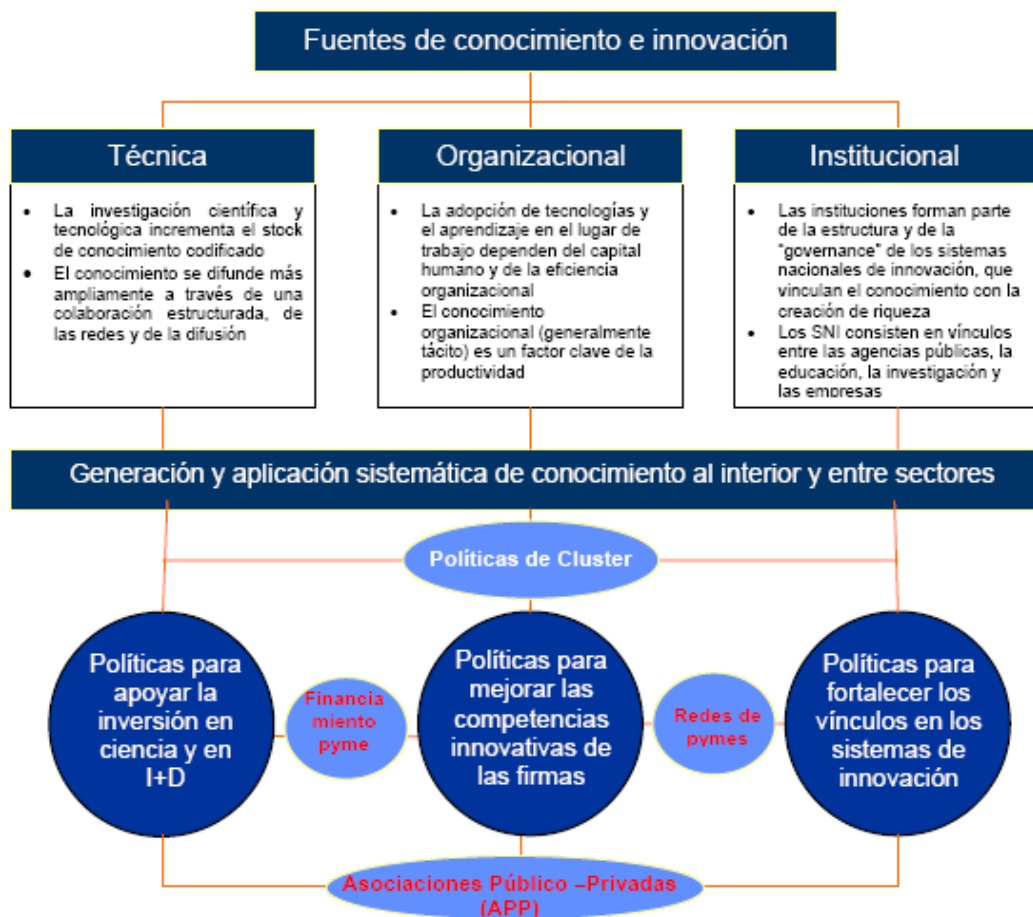 Fuentes de conocimiento e innovación
Técnica
• La investigación científica y
tecnológica incrementa el stock
de conocimiento codificado
• El conocimiento se difunde más
ampliamente a través de una
colaboración estructurada, de
las redes y de la difusión
Organizacional
• La adopción de tecnologías y
el aprendizaje en el lugar de
trabajo dependen del capital
humano y de la eficiencia
organizacional
• El conocimiento
organizacional (generalmente
tácito) es un factor clave de la
productividad
Institucional
• Las instituciones forman parte
de la estructura y de la
"governance" de los sistemas
nacionales de innovación, que
vinculan el conocimiento con la
creación de riqueza
• Los SNI consisten en vínculos
entre las agencias públicas, la
educación, la investigación y
las empresas
Generación y aplicación sistemática de conocimiento al interior y entre sectores
Políticas de Cluster
Políticas para
apoyar la
inversión en
ciencia y en
I+D
Financia
miento
pyme
Políticas para
mejorar las
competencias
innovativas de
las firmas
Redes de
pymes
Políticas para
fortalecer los
vínculos en los
sistemas de
innovación
Asociaciones Público –Privadas
(APP)